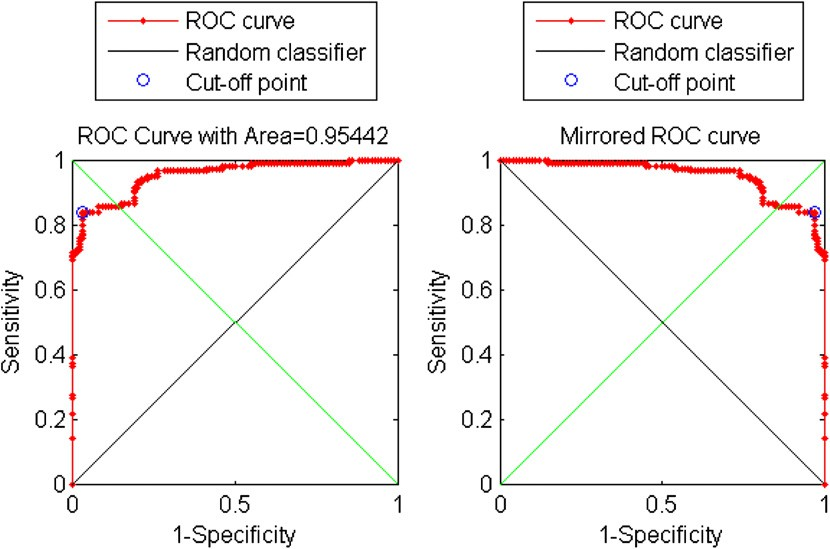 ROC curve
Random classifier
Cut-off point
ROC Curve with Area=0.95442
1
0.8
0.6
0.4
0.2
0
Sensitivity
0 0.5 1
1-Specificity
ROC curve
Random classifier
Cut-off point
Mirrored ROC curve
1
0.8
0.6
0.4
0.2
0
Sensitivity
0 0.5 1
1-Specificity